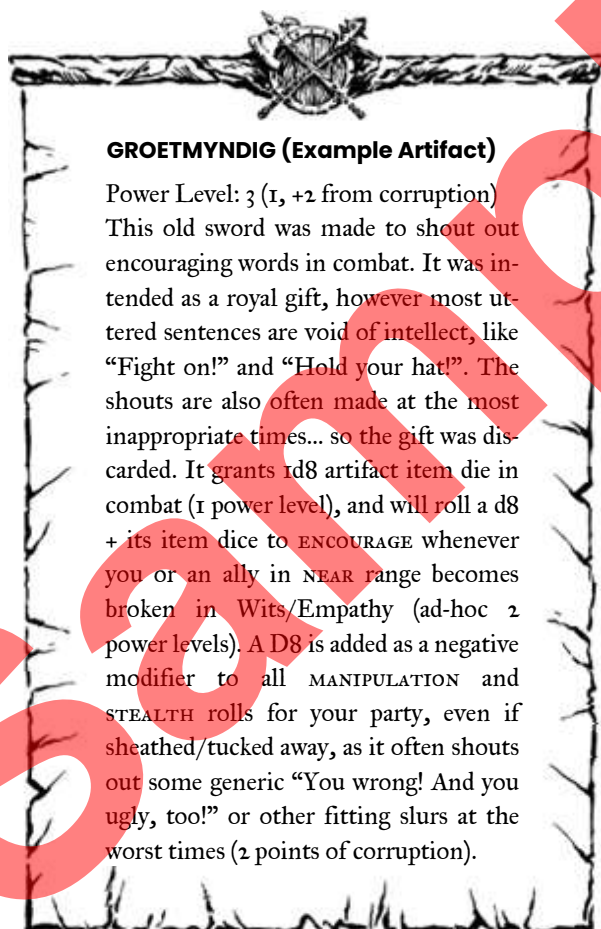 GROETMYNDIG (Example Artifact)
Power Level: 3 (1, +2 from corruption)
This old sword was made to shout out
encouraging words in combat. It was in-
tended as a royal gift, however most ut-
tered sentences are void of intellect, like
“Fight on!” and “Hold your hat!”. The
shouts are also often made at the most
inappropriate times... so the gift was dis-
carded. It grants 1d8 artifact item die in
combat (1 power level), and will roll a d8
+ its item dice to ENCOURAGE whenever
you or an ally in NEAR range becomes
broken in Wits/Empathy (ad-hoc 2
power levels). A D8 is added as a negative
modifier to all MANIPULATION and
STEALTH rolls for your party, even if
sheathed/tucked away, as it often shouts
out some generic “You wrong! And you
ugly, too!” or other fitting slurs at the
worst times (2 points of corruption).
Samp